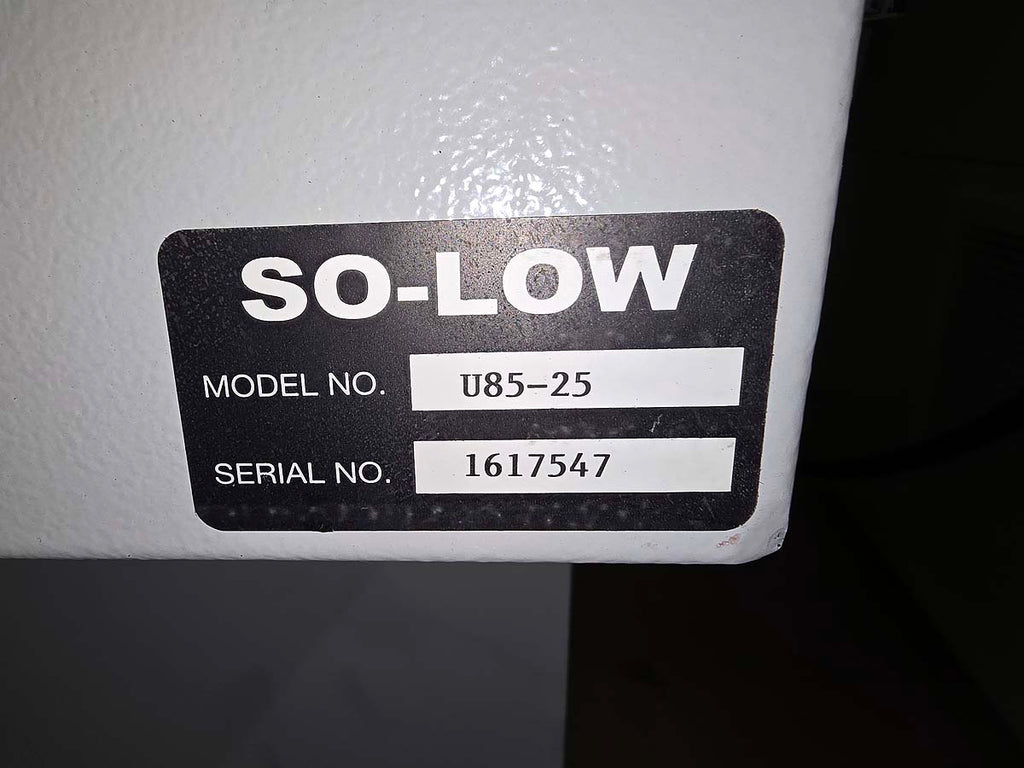 SO-LOW
MODEL NO. U85-25
SERIAL NO. 1617547